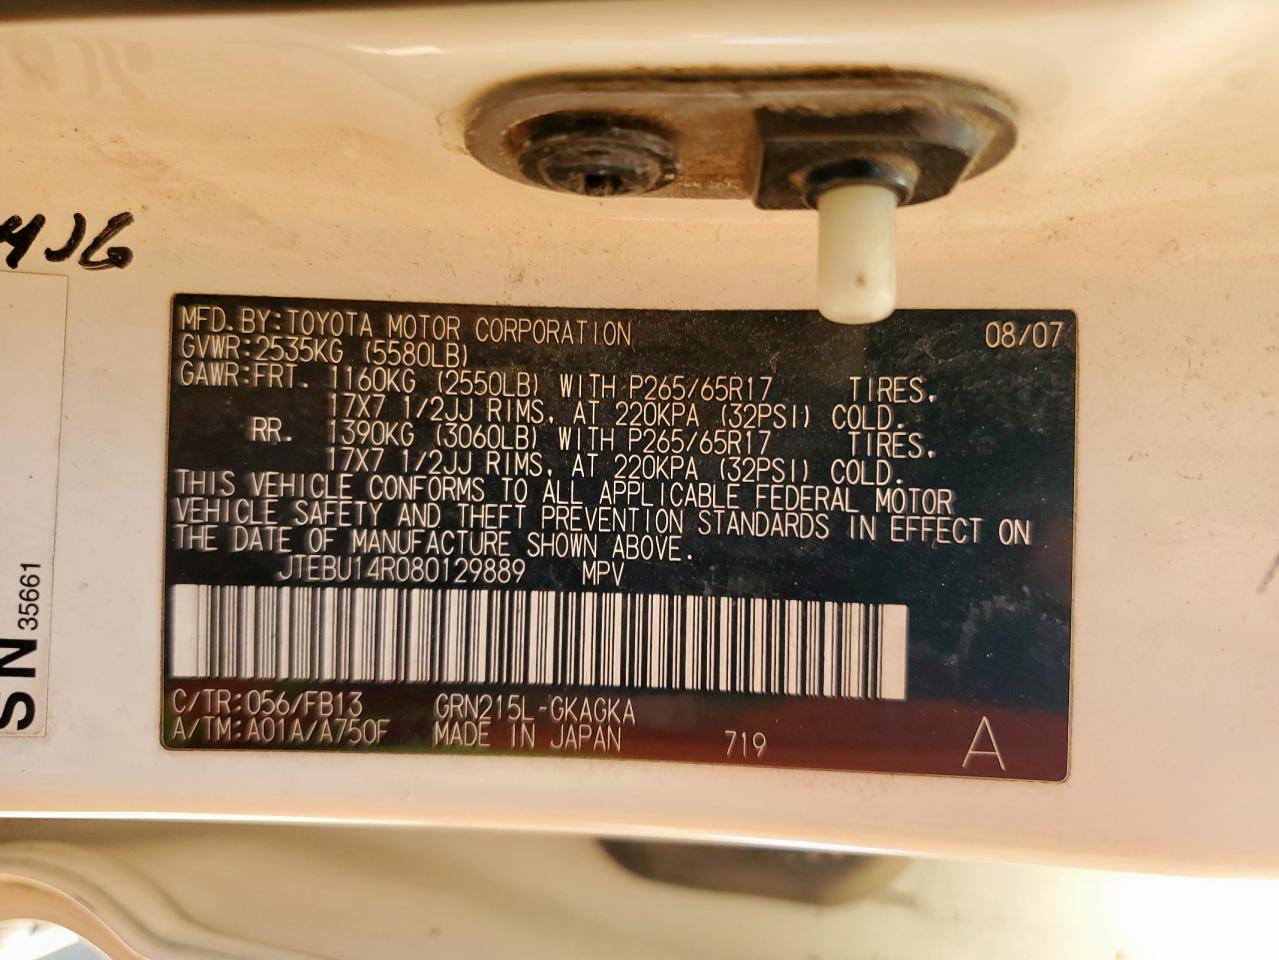 MJG
SN 35661
MFD. BY: TOYOTA MOTOR CORPORATION 08/07
GVWR: 2535KG (5580LB)
GAWR: FRT. 1160KG (2550LB) WITH P265/65R17 TIRES,
17X7 1/2JJ RIMS, AT 220KPA (32PSI) COLD.
RR. 1390KG (3060LB) WITH P265/65R17 TIRES,
17X7 1/2JJ RIMS, AT 220KPA (32PSI) COLD.
THIS VEHICLE CONFORMS TO ALL APPLICABLE FEDERAL MOTOR
VEHICLE SAFETY AND THEFT PREVENTION STANDARDS IN EFFECT ON
THE DATE OF MANUFACTURE SHOWN ABOVE.
JTEBU14R080129889 MPV
C/TR: 056/FB13 GRN215L-GKAGKA
A/TM: A01A/A750F MADE IN JAPAN 719 A